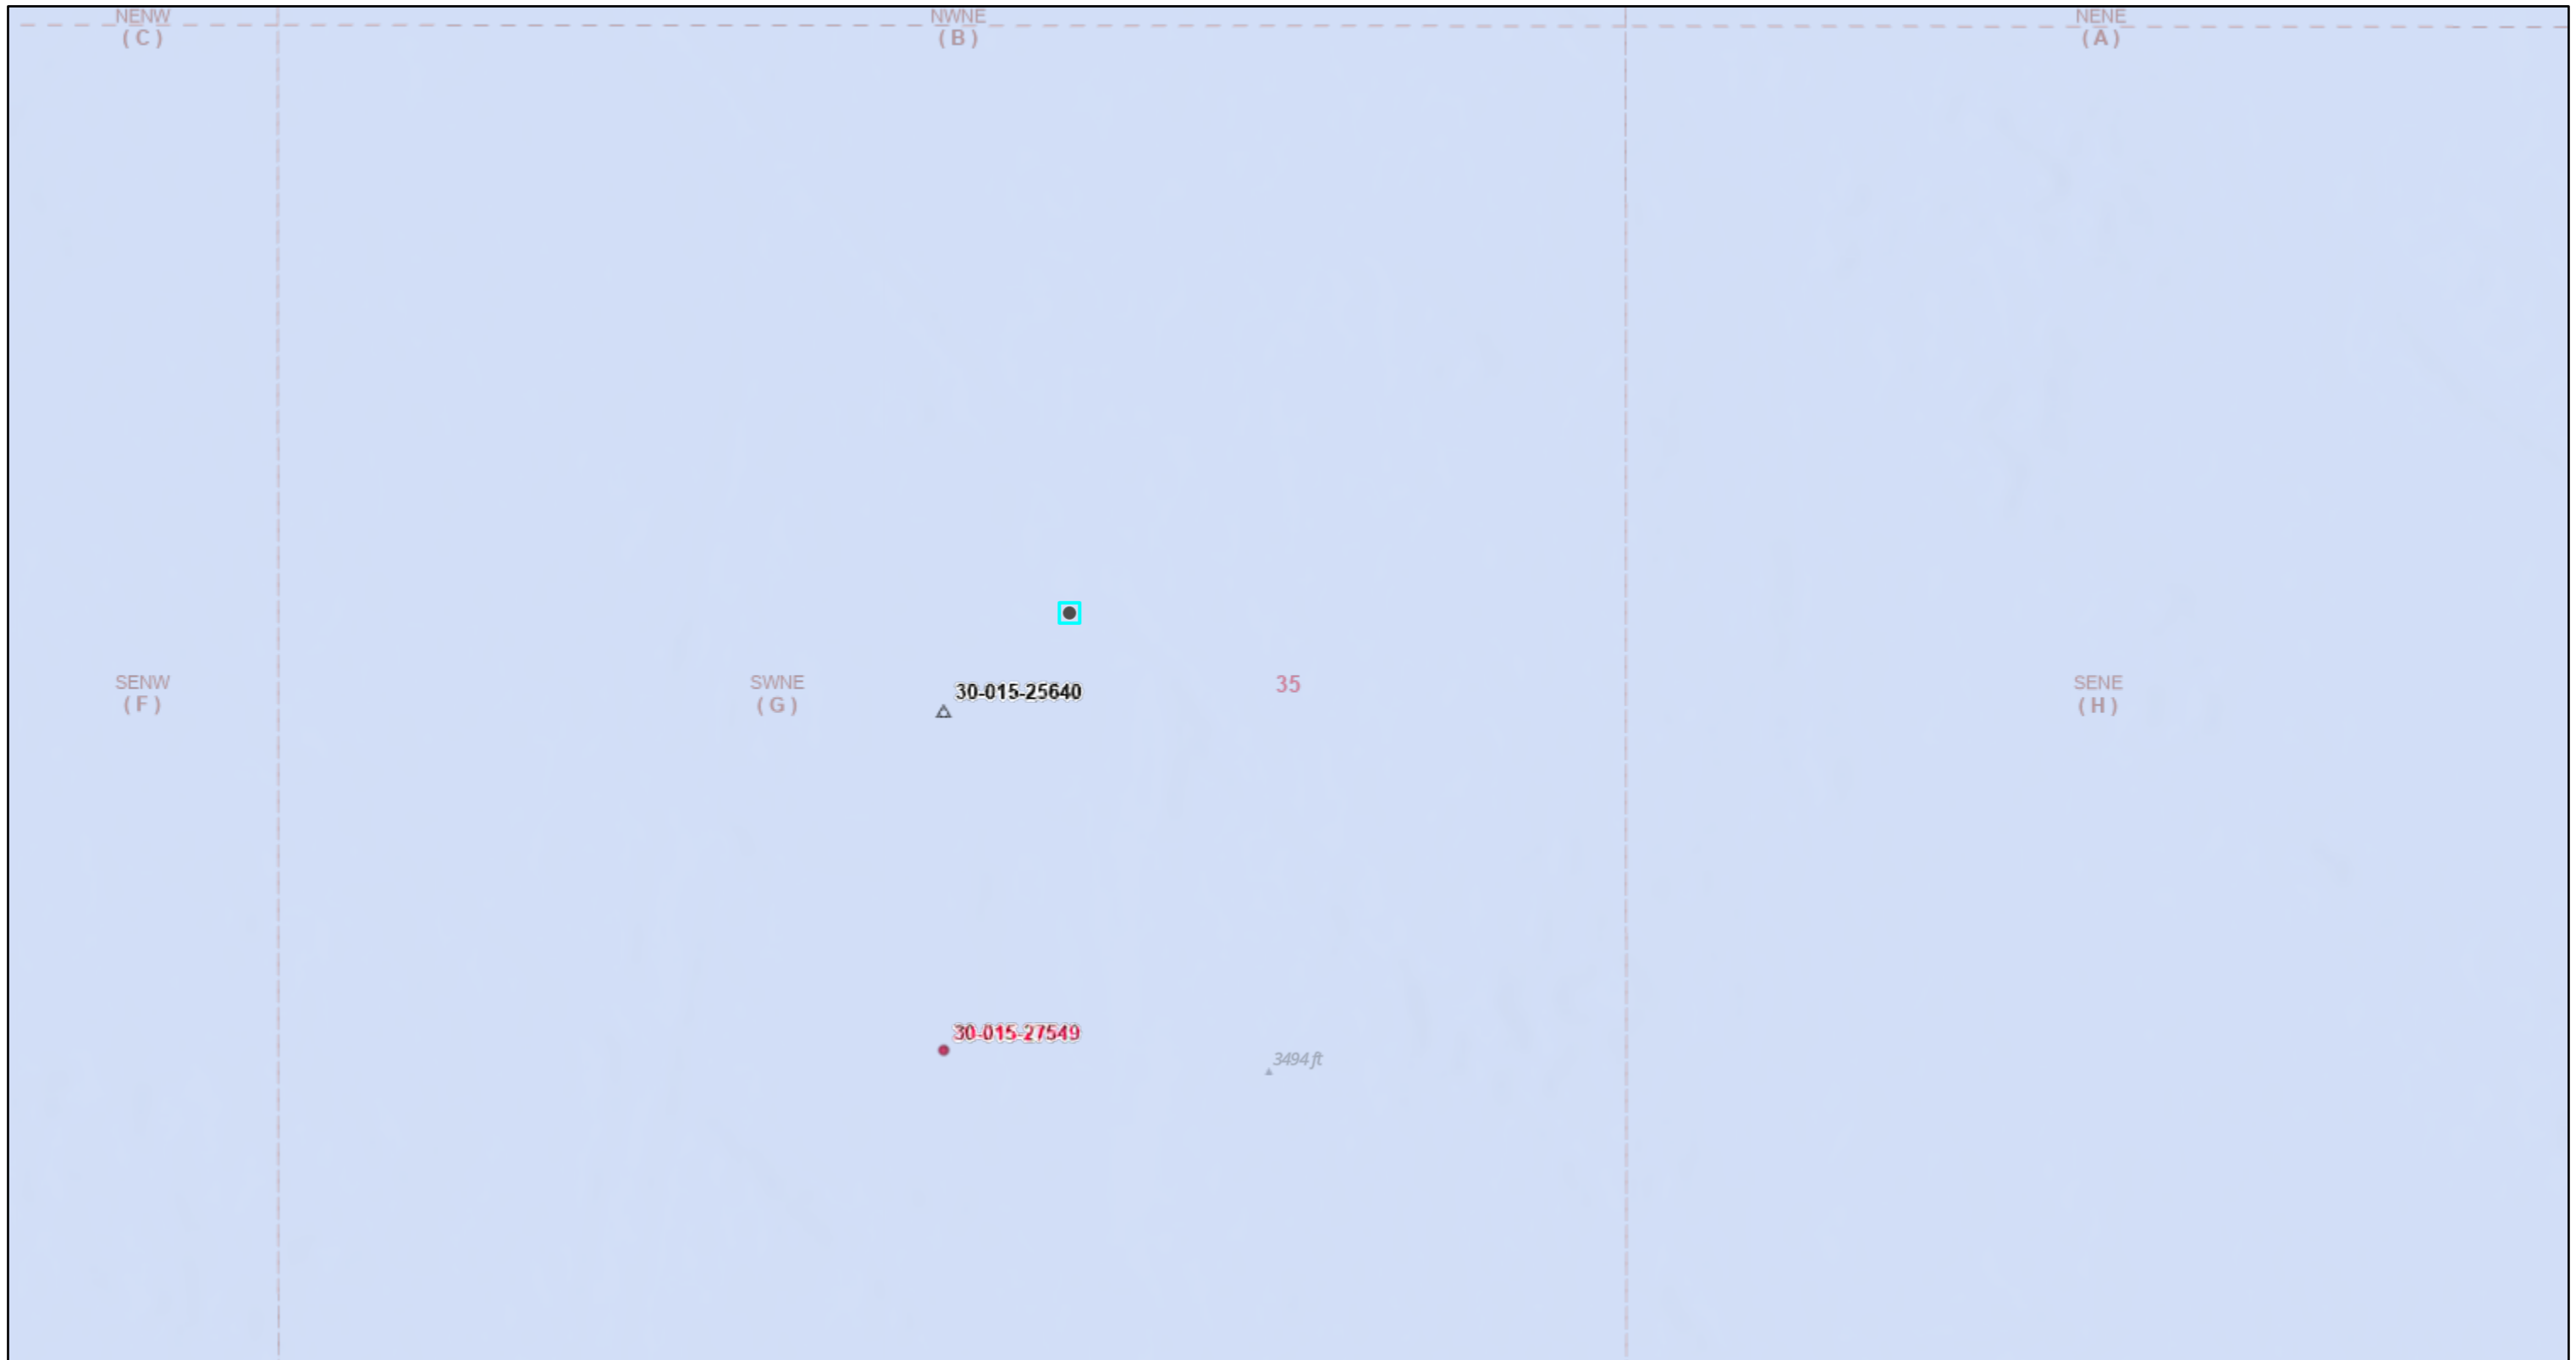 NENW
( C )
NWNE
( B )
NENE
( A )
SENW
( F )
SWNE
( G )
30-015-25640
35
SENE
( H )
30-015-27549
3494 ft